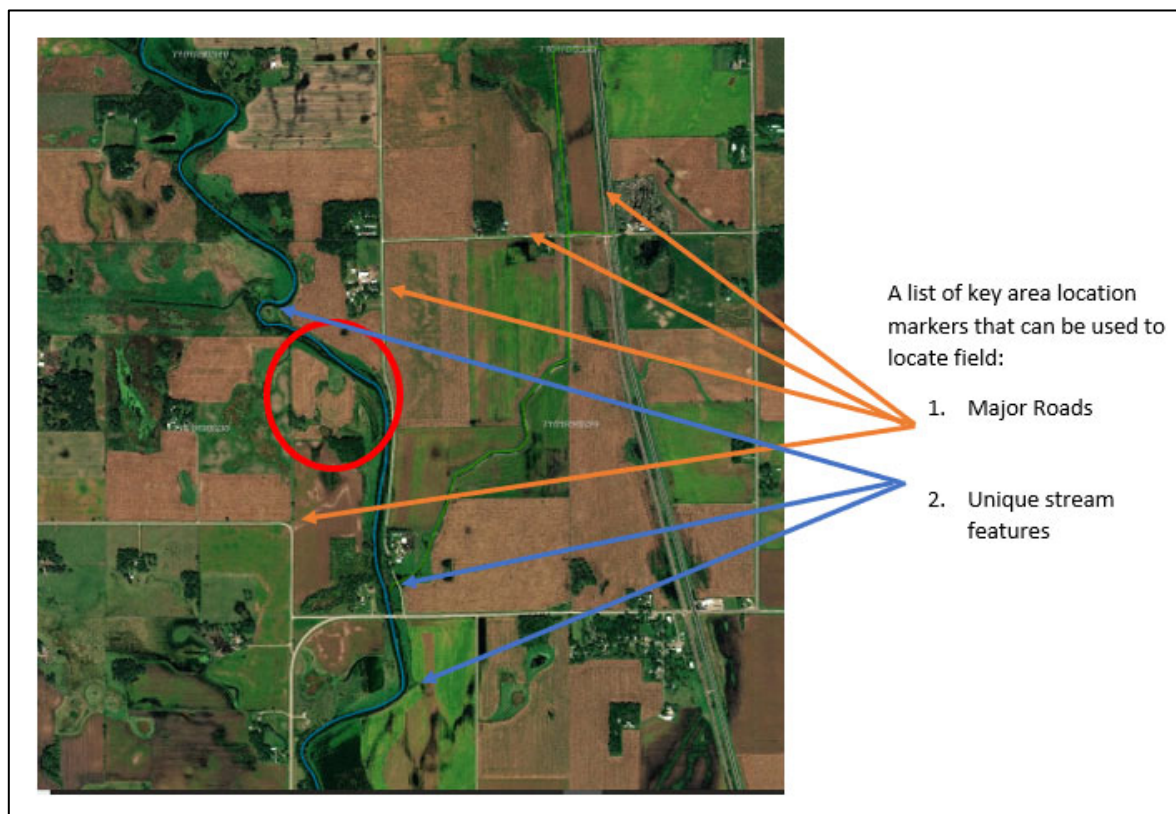 A list of key area location
markers that can be used to
locate field:
1. Major Roads
2. Unique stream
features